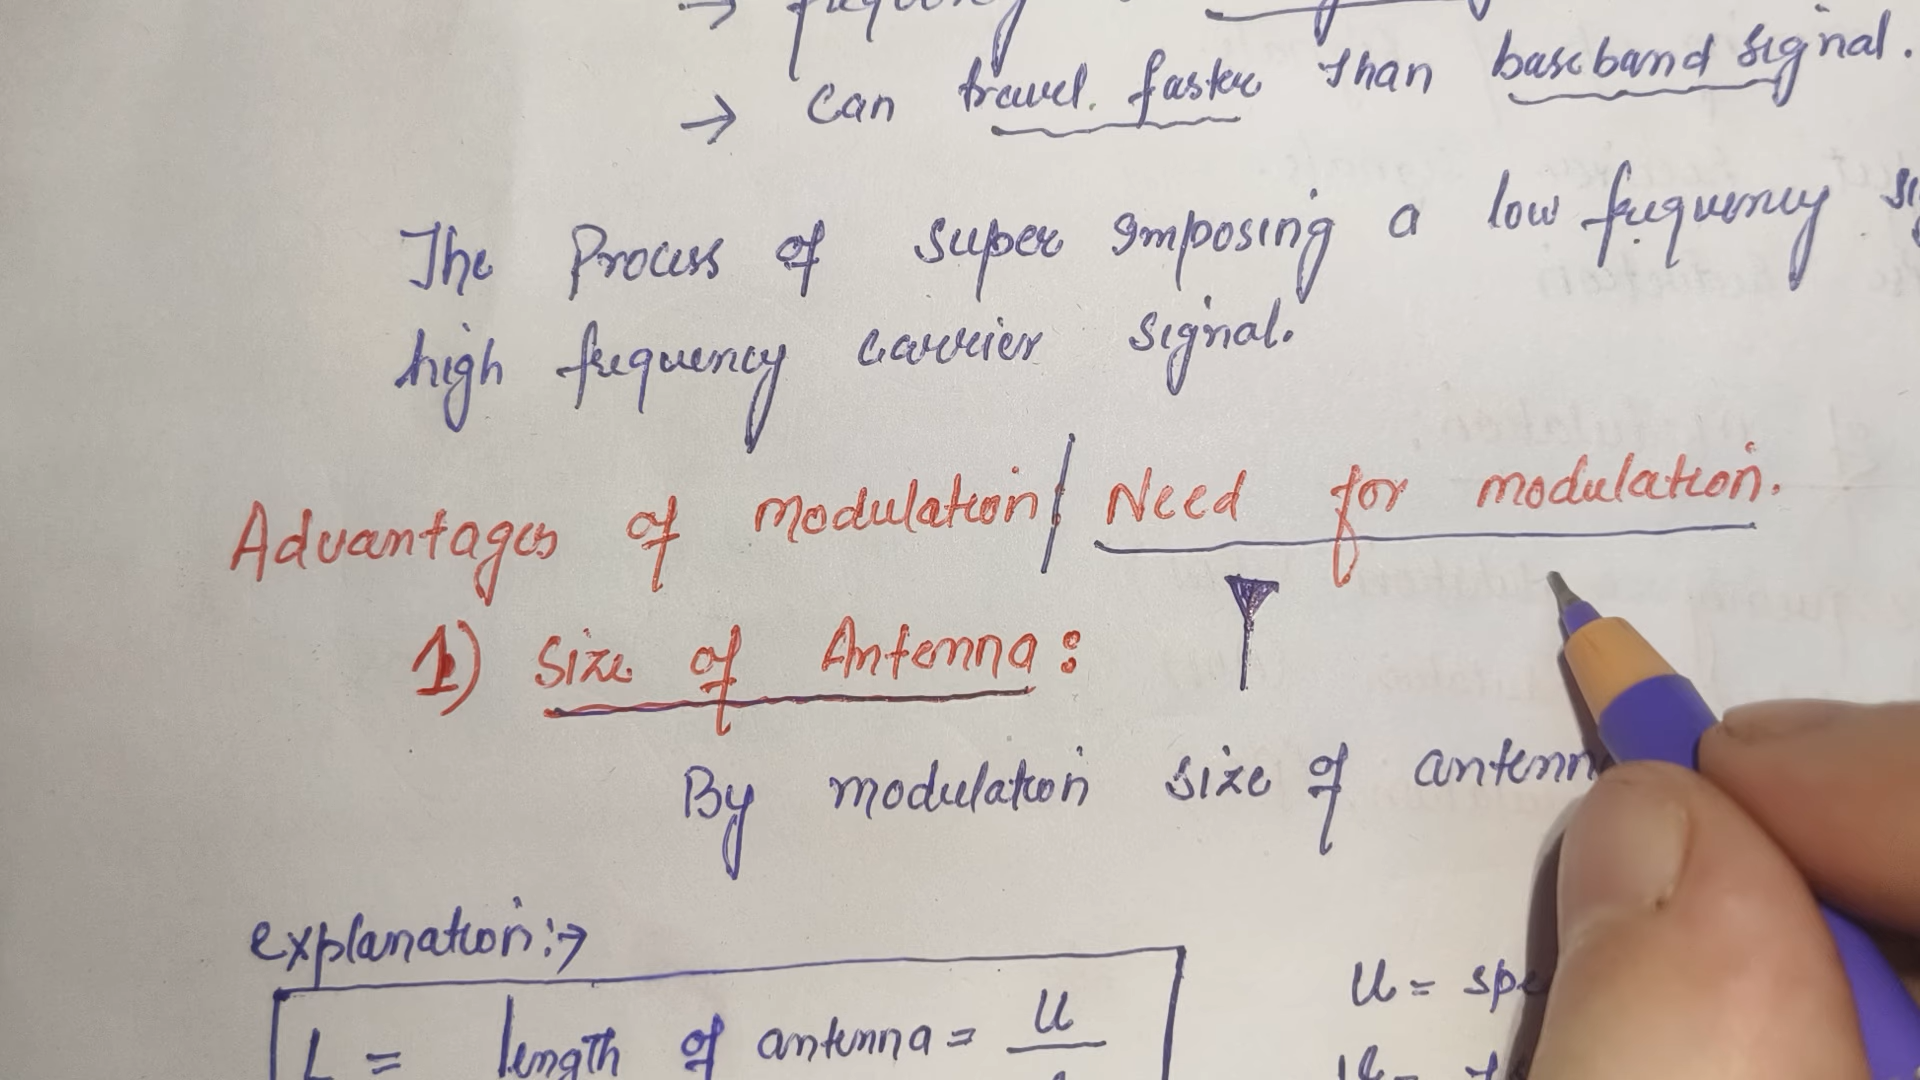 → frequency
→ Can travel faster than baseband signal.
The Process of super Imposing a low frequency
high frequency carrier signal.
Advantages of modulation / Need for modulation.
1) Size of Antenna:
By modulation size of
explanation:→
L = length of antenna = u
u =